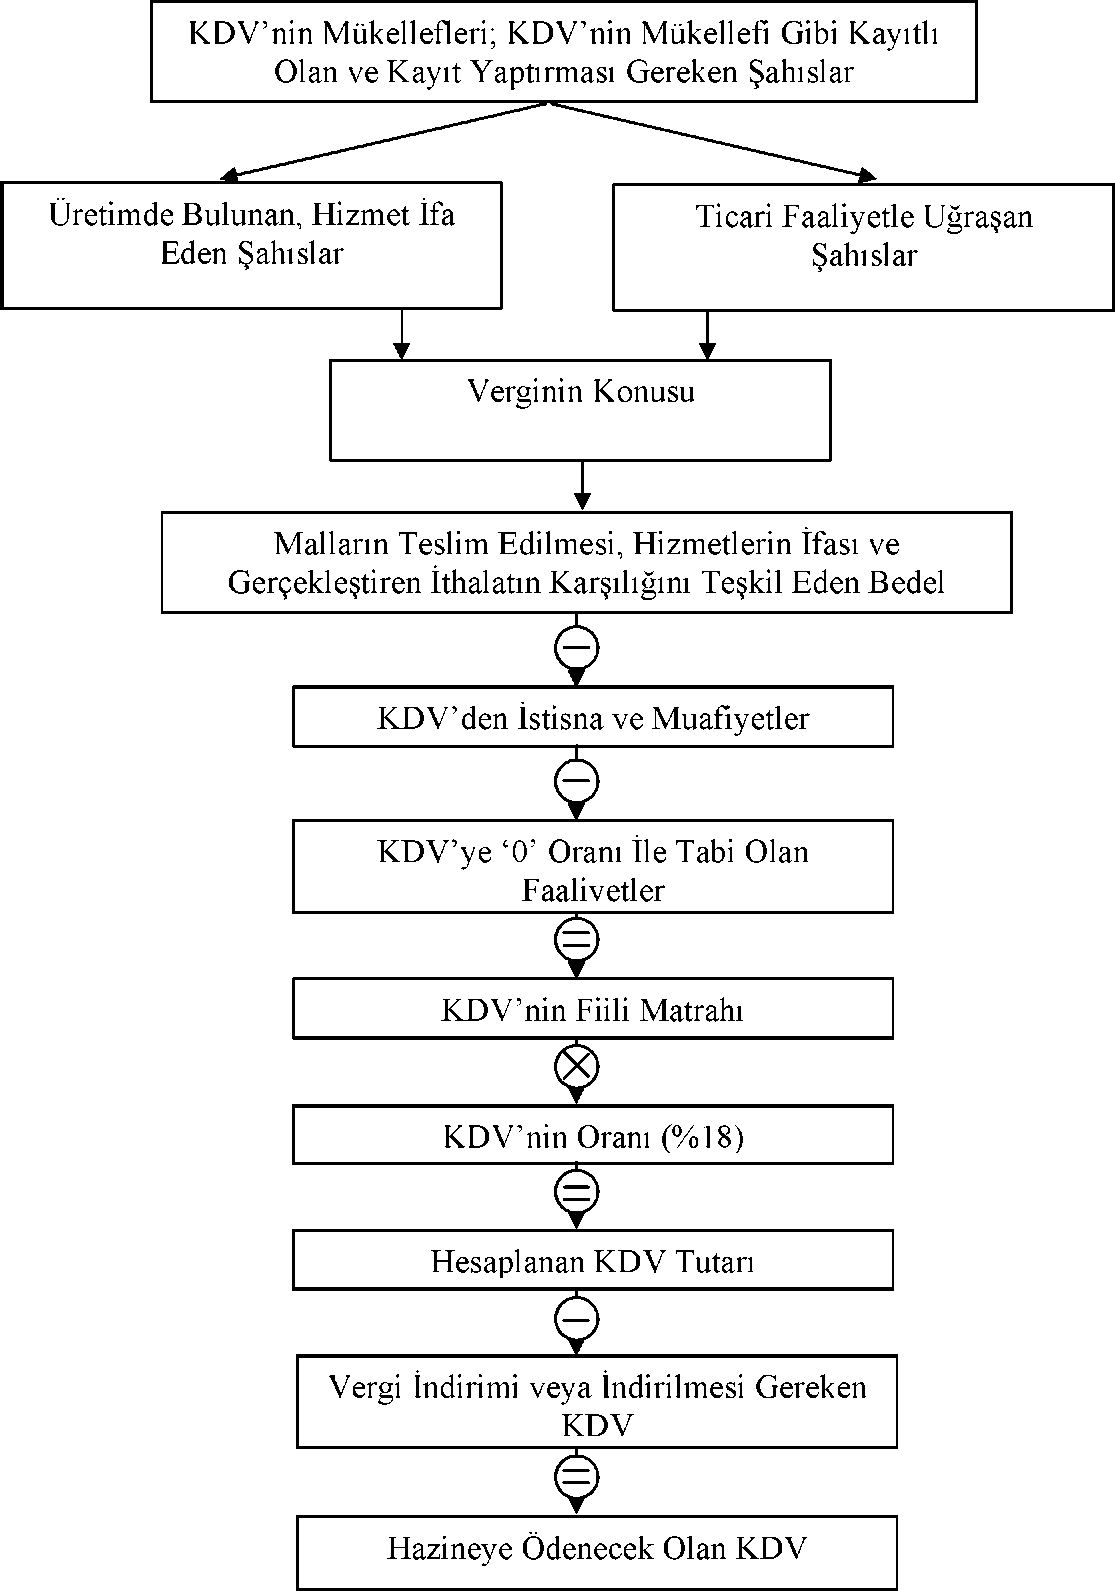 KDV’nin Mükellefleri; KDV’nin Mükellefi Gibi Kayıtlı
Olan ve Kayıt Yaptırması Gereken Şahıslar
Üretimde Bulunan, Hizmet İfa
Eden Şahıslar
Ticari Faaliyetle Uğraşan
Şahıslar
Verginin Konusu
Malların Teslim Edilmesi, Hizmetlerin İfası ve
Gerçekleştiren İthalatın Karşılığını Teşkil Eden Bedel
KDV’den İstisna ve Muafiyetler
KDV’ye ‘0’ Oranı İle Tabi Olan
Faaliyetler
KDV’nin Fiili Matrahı
KDV’nin Oranı (%18)
Hesaplanan KDV Tutarı
Vergi İndirimi veya İndirilmesi Gereken
KDV
Hazineye Ödenecek Olan KDV